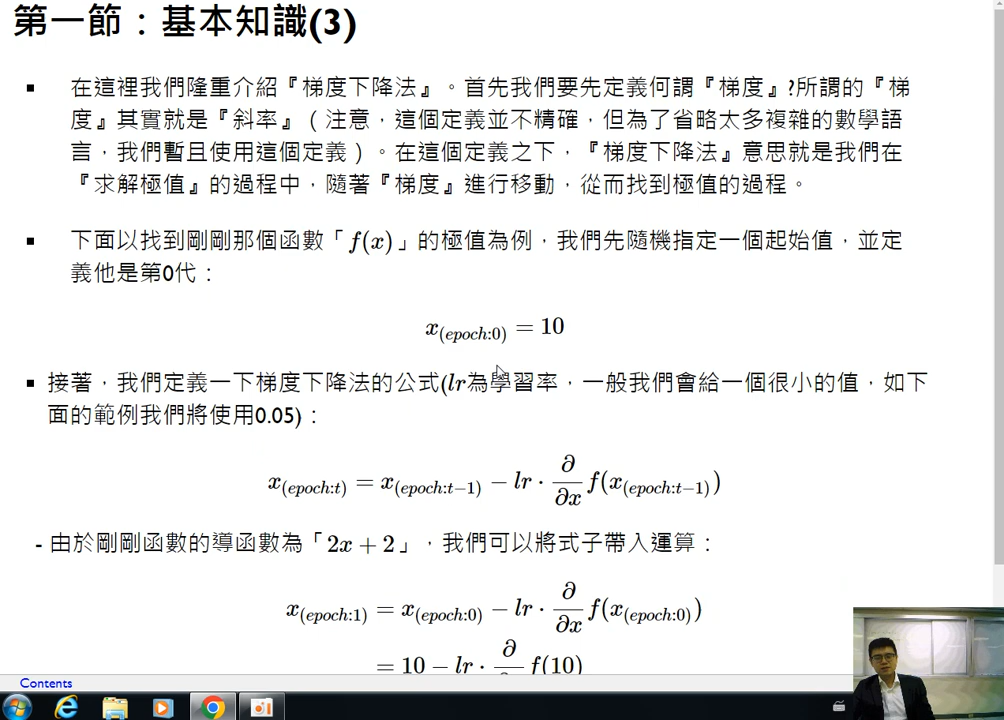 第一節：基本知識(3)
▪ 在這裡我們隆重介紹『梯度下降法』。首先我們要先定義何謂『梯度』?所謂的『梯
度』其實就是『斜率』（注意，這個定義並不精確，但為了省略太多複雜的數學語
言，我們暫且使用這個定義）。在這個定義之下，『梯度下降法』意思就是我們在
『求解極值』的過程中，隨著『梯度』進行移動，從而找到極值的過程。
▪ 下面以找到剛剛那個函數「f(x)」的極值為例，我們先隨機指定一個起始值，並定
義他是第0代：
x_(epoch:0) = 10
▪ 接著，我們定義一下梯度下降法的公式(lr為學習率，一般我們會給一個很小的值，如下
面的範例我們將使用0.05)：
x_(epoch:t) = x_(epoch:t−1) − lr · ∂/∂x f(x_(epoch:t−1))
- 由於剛剛函數的導函數為「2x + 2」，我們可以將式子帶入運算：
x_(epoch:1) = x_(epoch:0) − lr · ∂/∂x f(x_(epoch:0))
= 10 − lr · ∂ f(10)
Contents